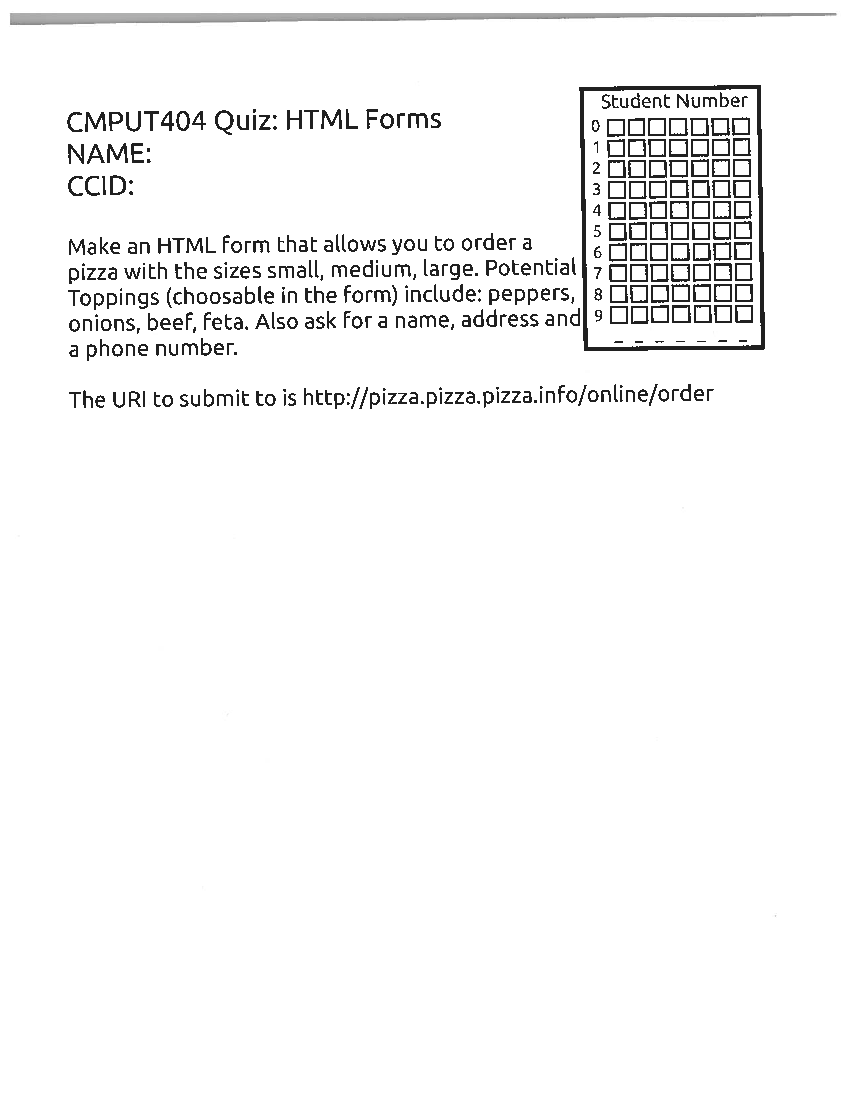 CMPUT404 Quiz: HTML Forms
NAME:
CCID:
Student Number
0
1
2
3
4
5
6
7
8
9
_ _ _ _ _ _ _
Make an HTML form that allows you to order a
pizza with the sizes small, medium, large. Potential
Toppings (choosable in the form) include: peppers,
onions, beef, feta. Also ask for a name, address and
a phone number.
The URI to submit to is http://pizza.pizza.pizza.info/online/order